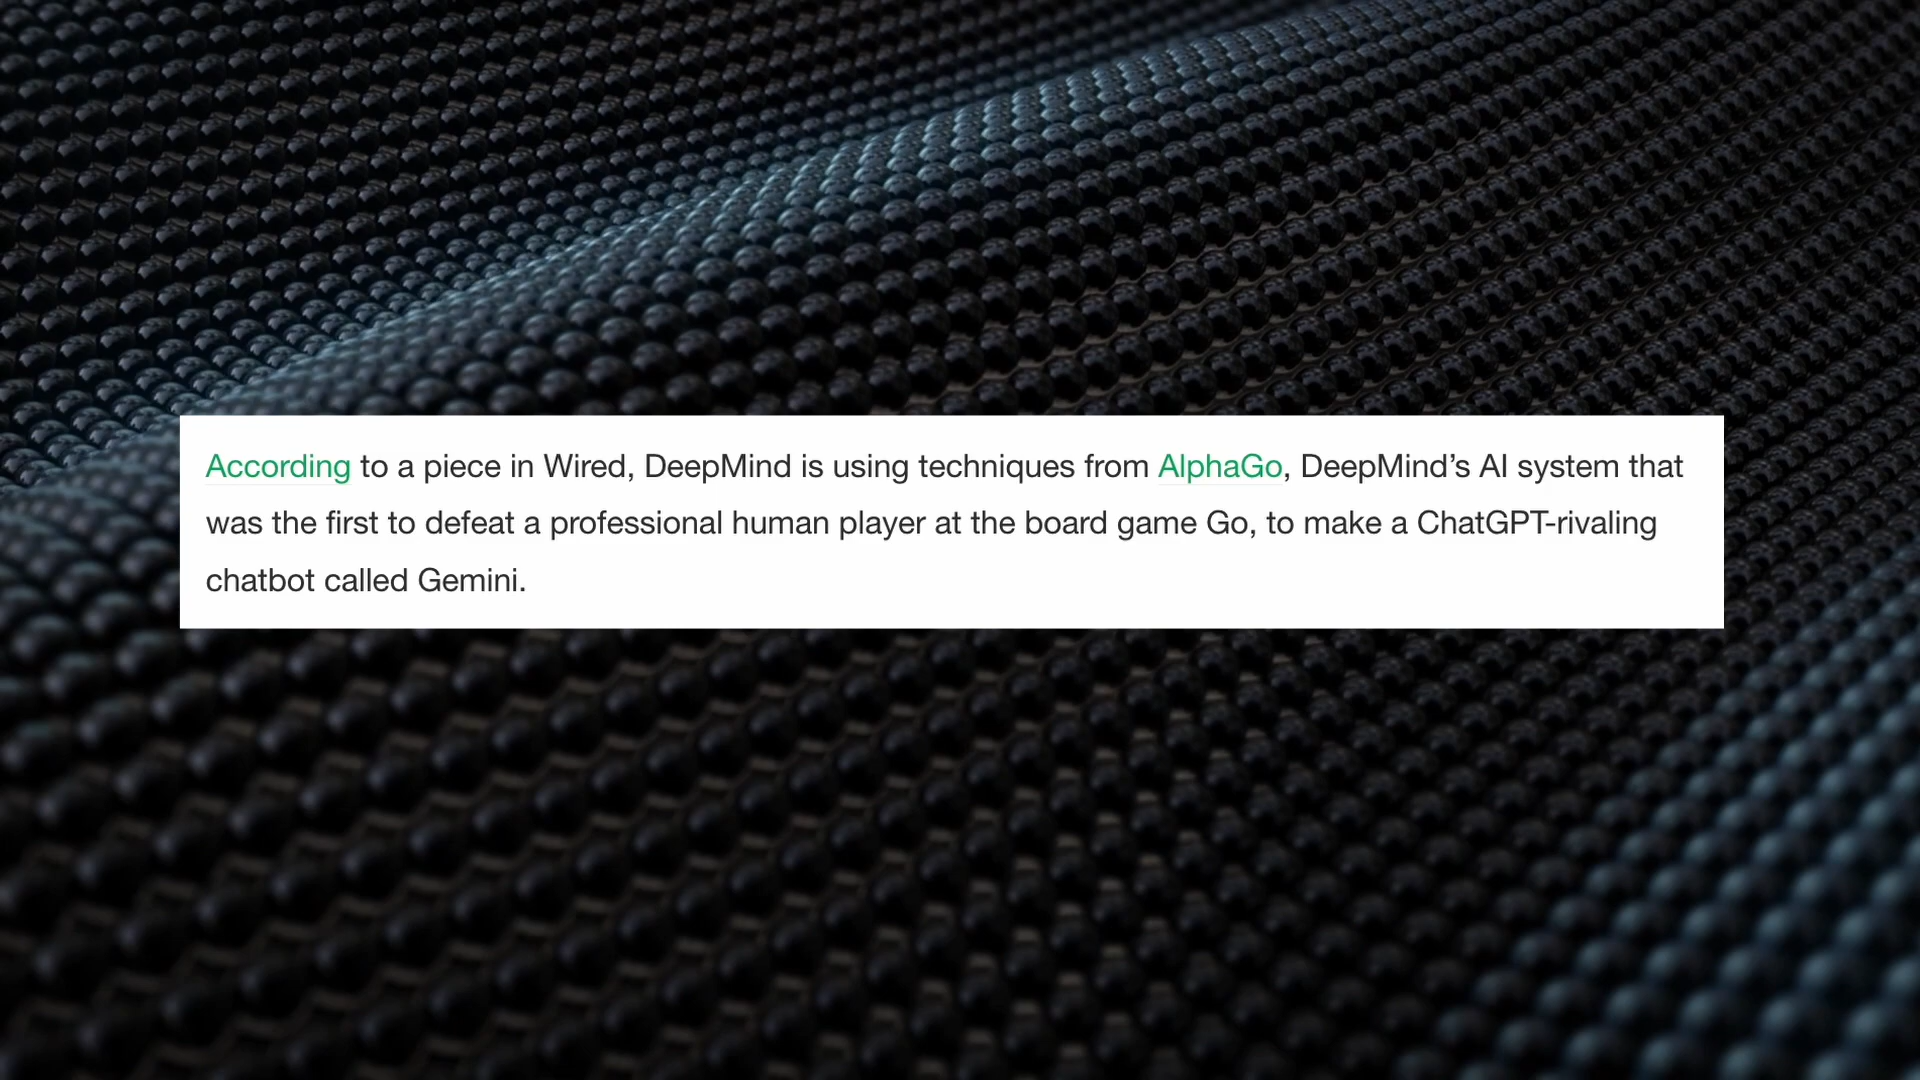 According to a piece in Wired, DeepMind is using techniques from AlphaGo, DeepMind’s AI system that
was the first to defeat a professional human player at the board game Go, to make a ChatGPT-rivaling
chatbot called Gemini.